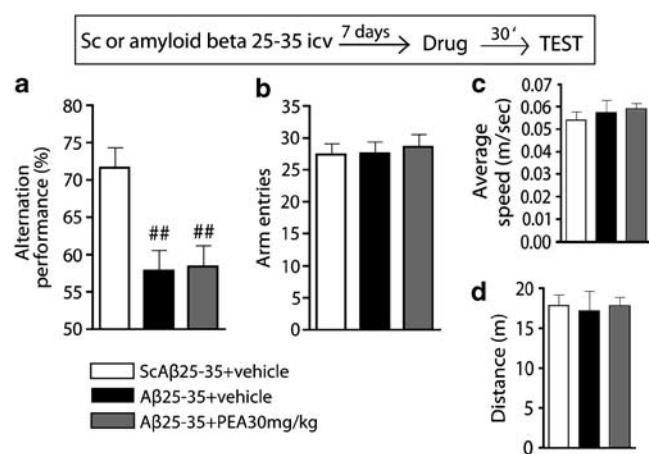 Sc or amyloid beta 25-35 icv 7 days Drug 30' TEST
a
Alternation performance (%)
75
70
65
60
55
50
##
##
b
Arm entries
35
30
25
20
15
10
5
0
c
Average speed (m/sec)
0.07
0.06
0.05
0.04
0.03
0.02
0.01
0.00
d
Distance (m)
20
15
10
5
0
ScAβ25-35+vehicle
Aβ25-35+vehicle
Aβ25-35+PEA30mg/kg